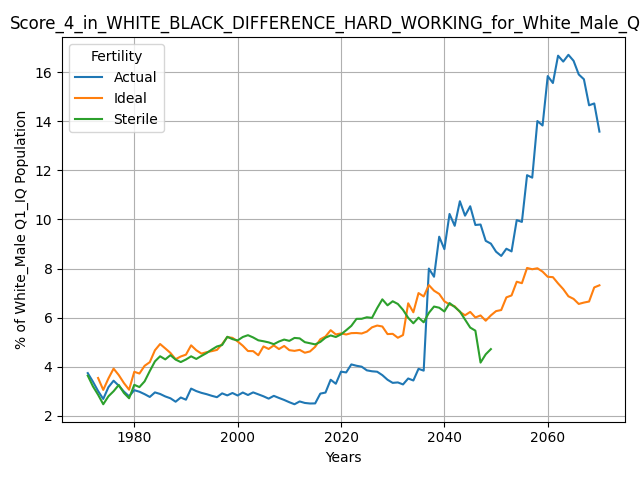 Score_4_in_WHITE_BLACK_DIFFERENCE_HARD_WORKING_for_White_Male_Q
Fertility
Actual
Ideal
Sterile
% of White_Male Q1_IQ Population
16
14
12
10
8
6
4
2
1980 2000 2020 2040 2060
Years